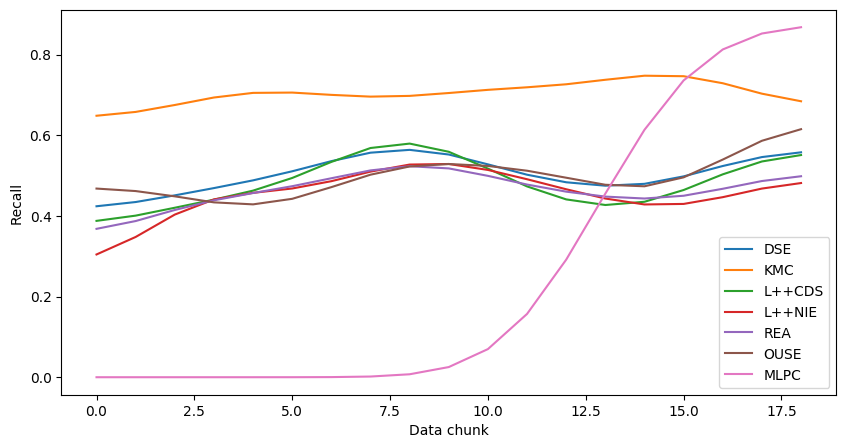 0.8
0.6
0.4
0.2
0.0
Recall
0.0 2.5 5.0 7.5 10.0 12.5 15.0 17.5
Data chunk
DSE
KMC
L++CDS
L++NIE
REA
OUSE
MLPC